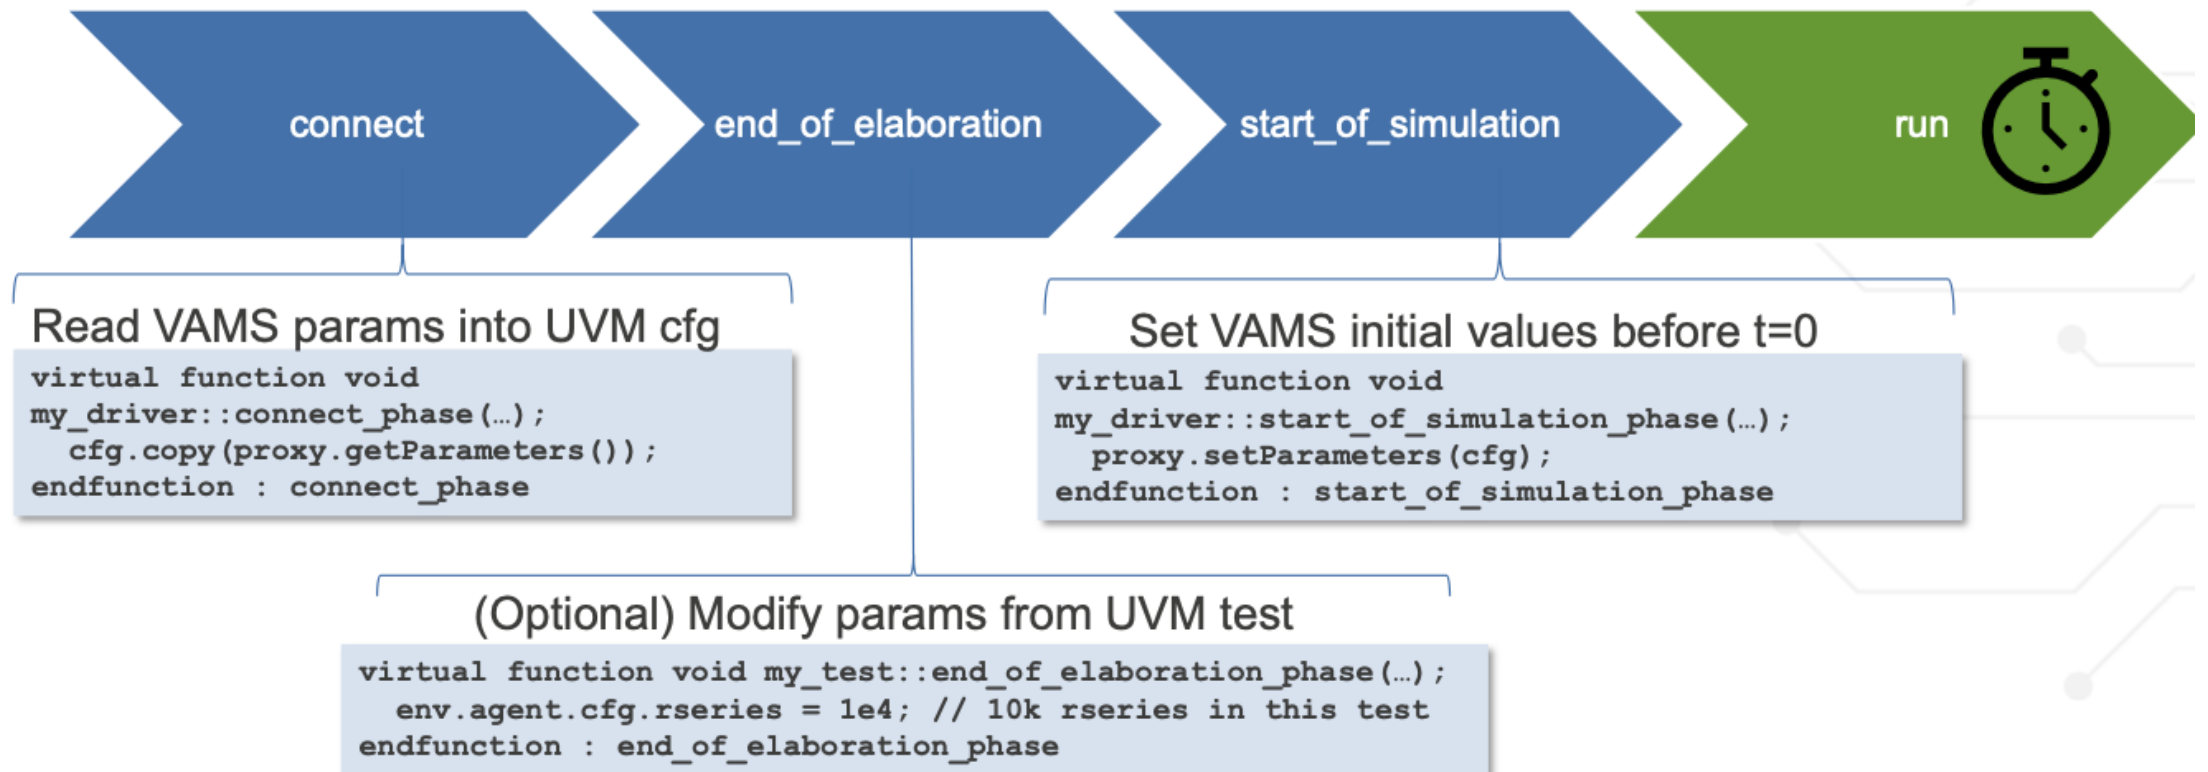 connect
end_of_elaboration
start_of_simulation
run
Read VAMS params into UVM cfg
virtual function void
my_driver::connect_phase(…);
  cfg.copy(proxy.getParameters());
endfunction : connect_phase
Set VAMS initial values before t=0
virtual function void
my_driver::start_of_simulation_phase(…);
  proxy.setParameters(cfg);
endfunction : start_of_simulation_phase
(Optional) Modify params from UVM test
virtual function void my_test::end_of_elaboration_phase(…);
  env.agent.cfg.rseries = 1e4; // 10k rseries in this test
endfunction : end_of_elaboration_phase